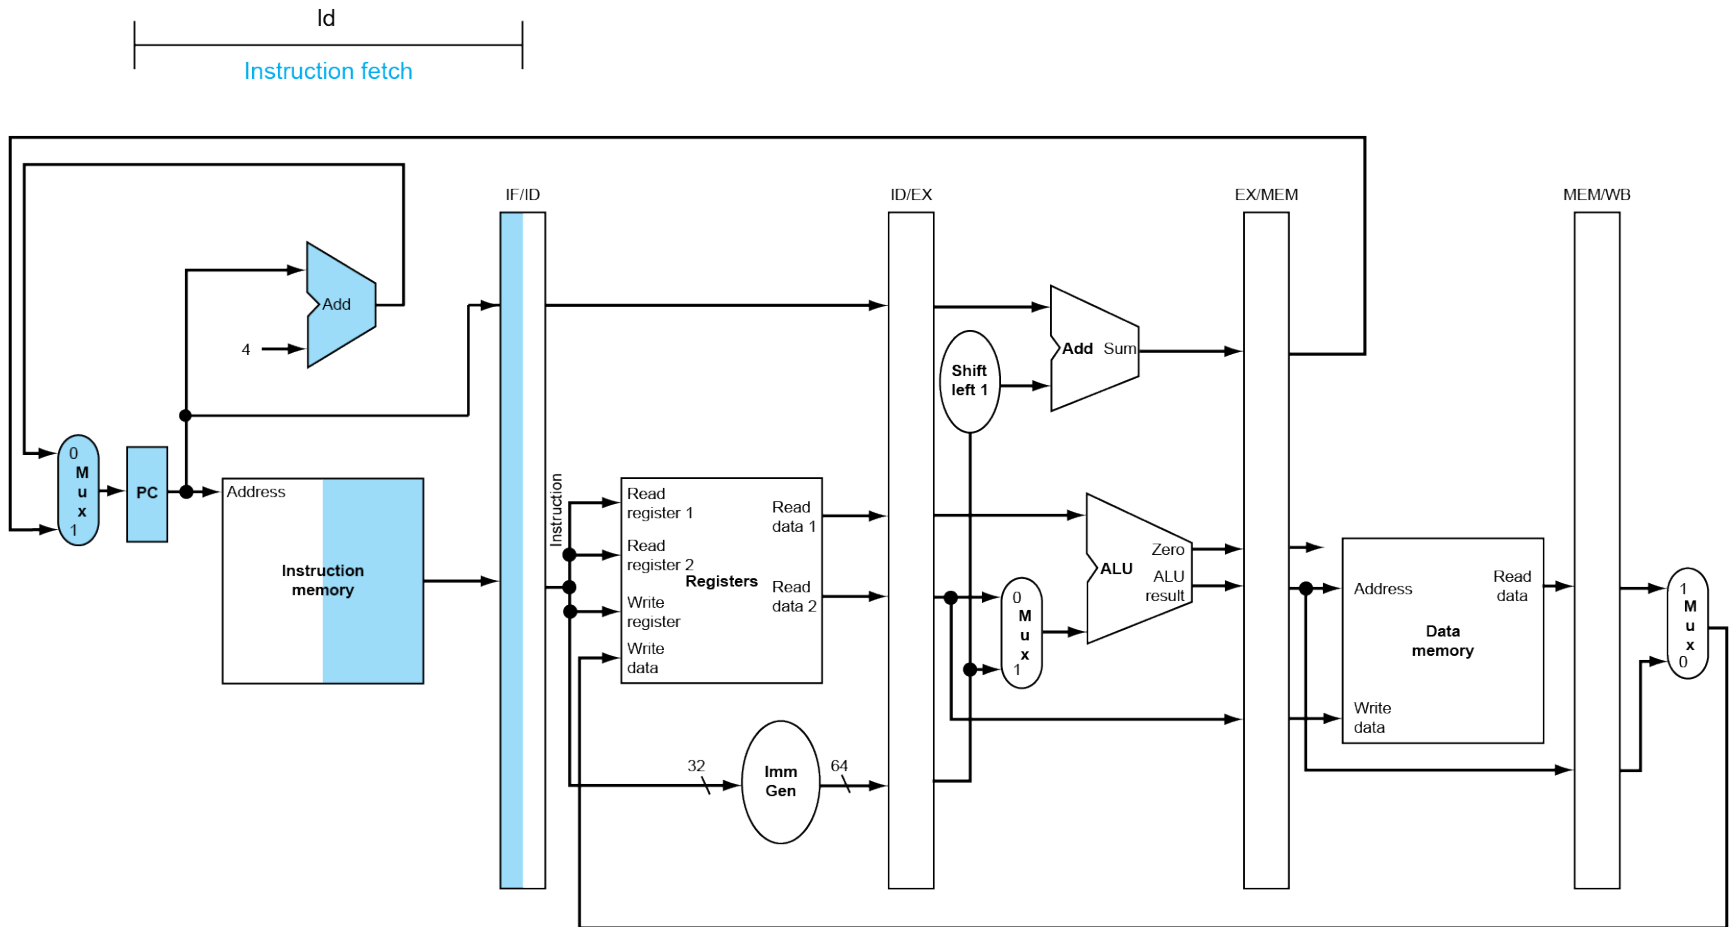 ld
Instruction fetch
IF/ID
ID/EX
EX/MEM
MEM/WB
Add
4
0
M
u
x
1
PC
Address
Instruction
memory
Instruction
Read
register 1
Read
register 2
Write
register
Write
data
Registers
Read
data 1
Read
data 2
32
Imm
Gen
64
Shift
left 1
Add Sum
0
M
u
x
1
ALU
Zero
ALU
result
Address
Write
data
Data
memory
Read
data
1
M
u
x
0